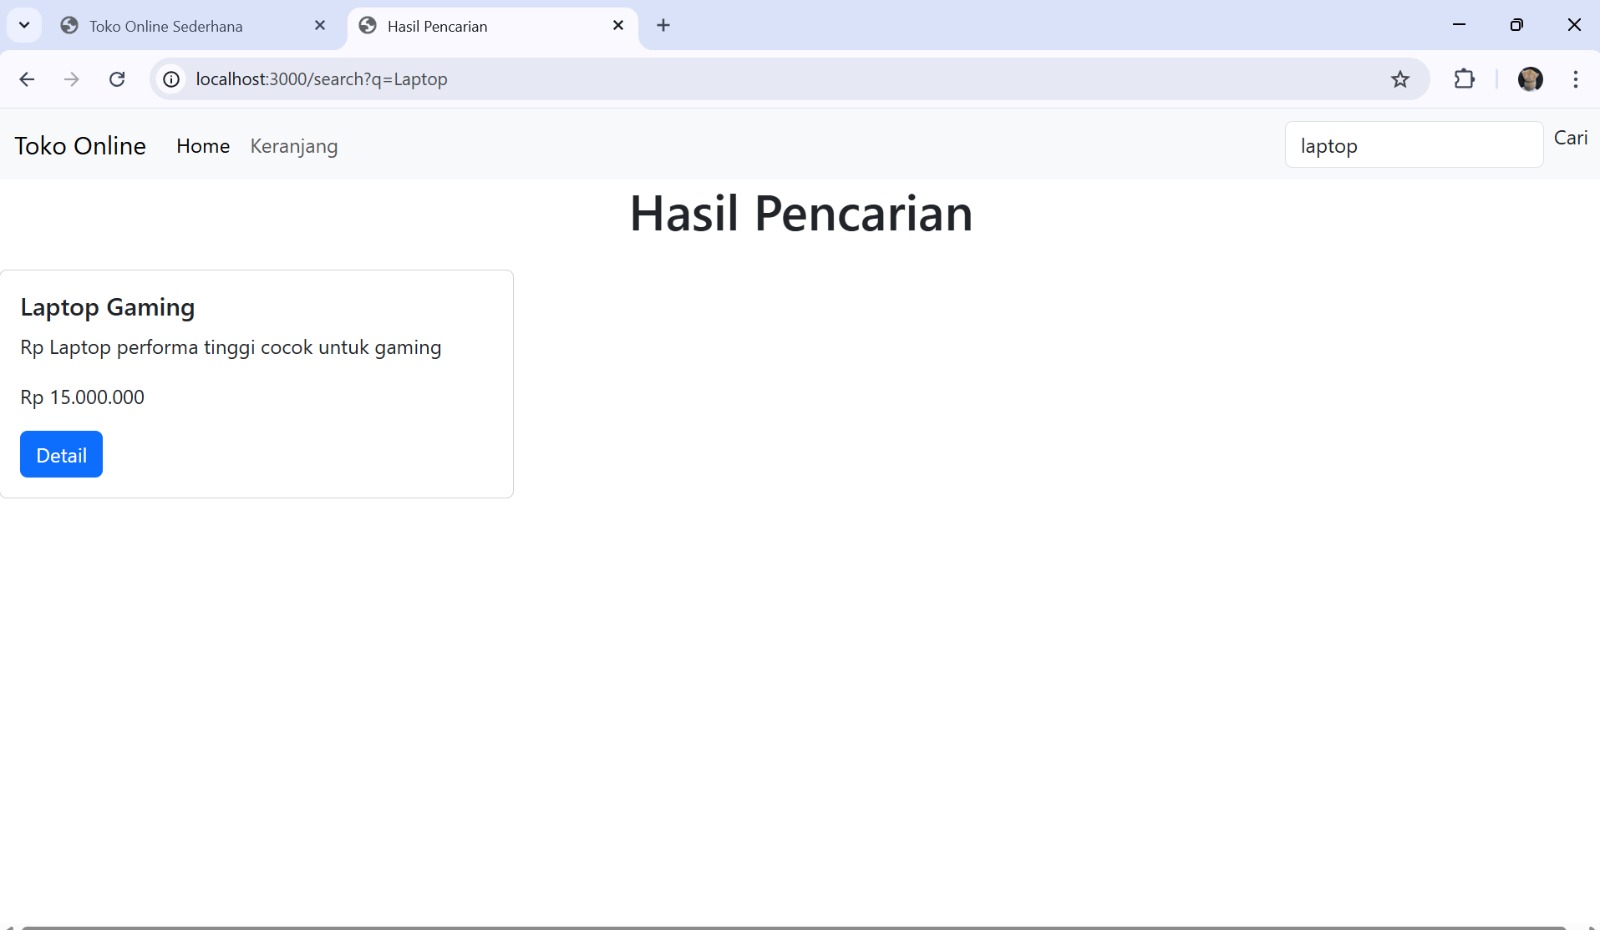 Toko Online Sederhana
Hasil Pencarian
localhost:3000/search?q=Laptop
Toko Online Home Keranjang laptop Cari
Hasil Pencarian
Laptop Gaming
Rp Laptop performa tinggi cocok untuk gaming
Rp 15.000.000
Detail